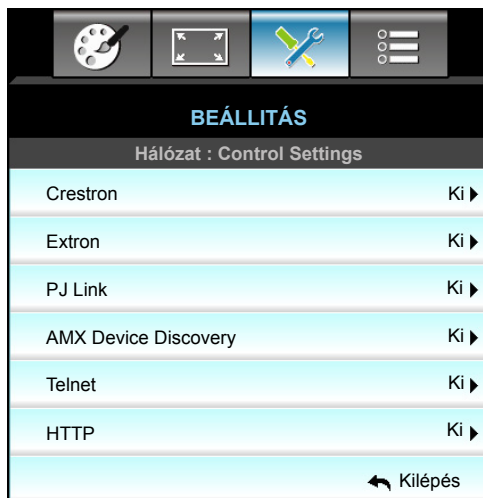 BEÁLLITÁS
Hálózat : Control Settings
Crestron Ki
Extron Ki
PJ Link Ki
AMX Device Discovery Ki
Telnet Ki
HTTP Ki
Kilépés